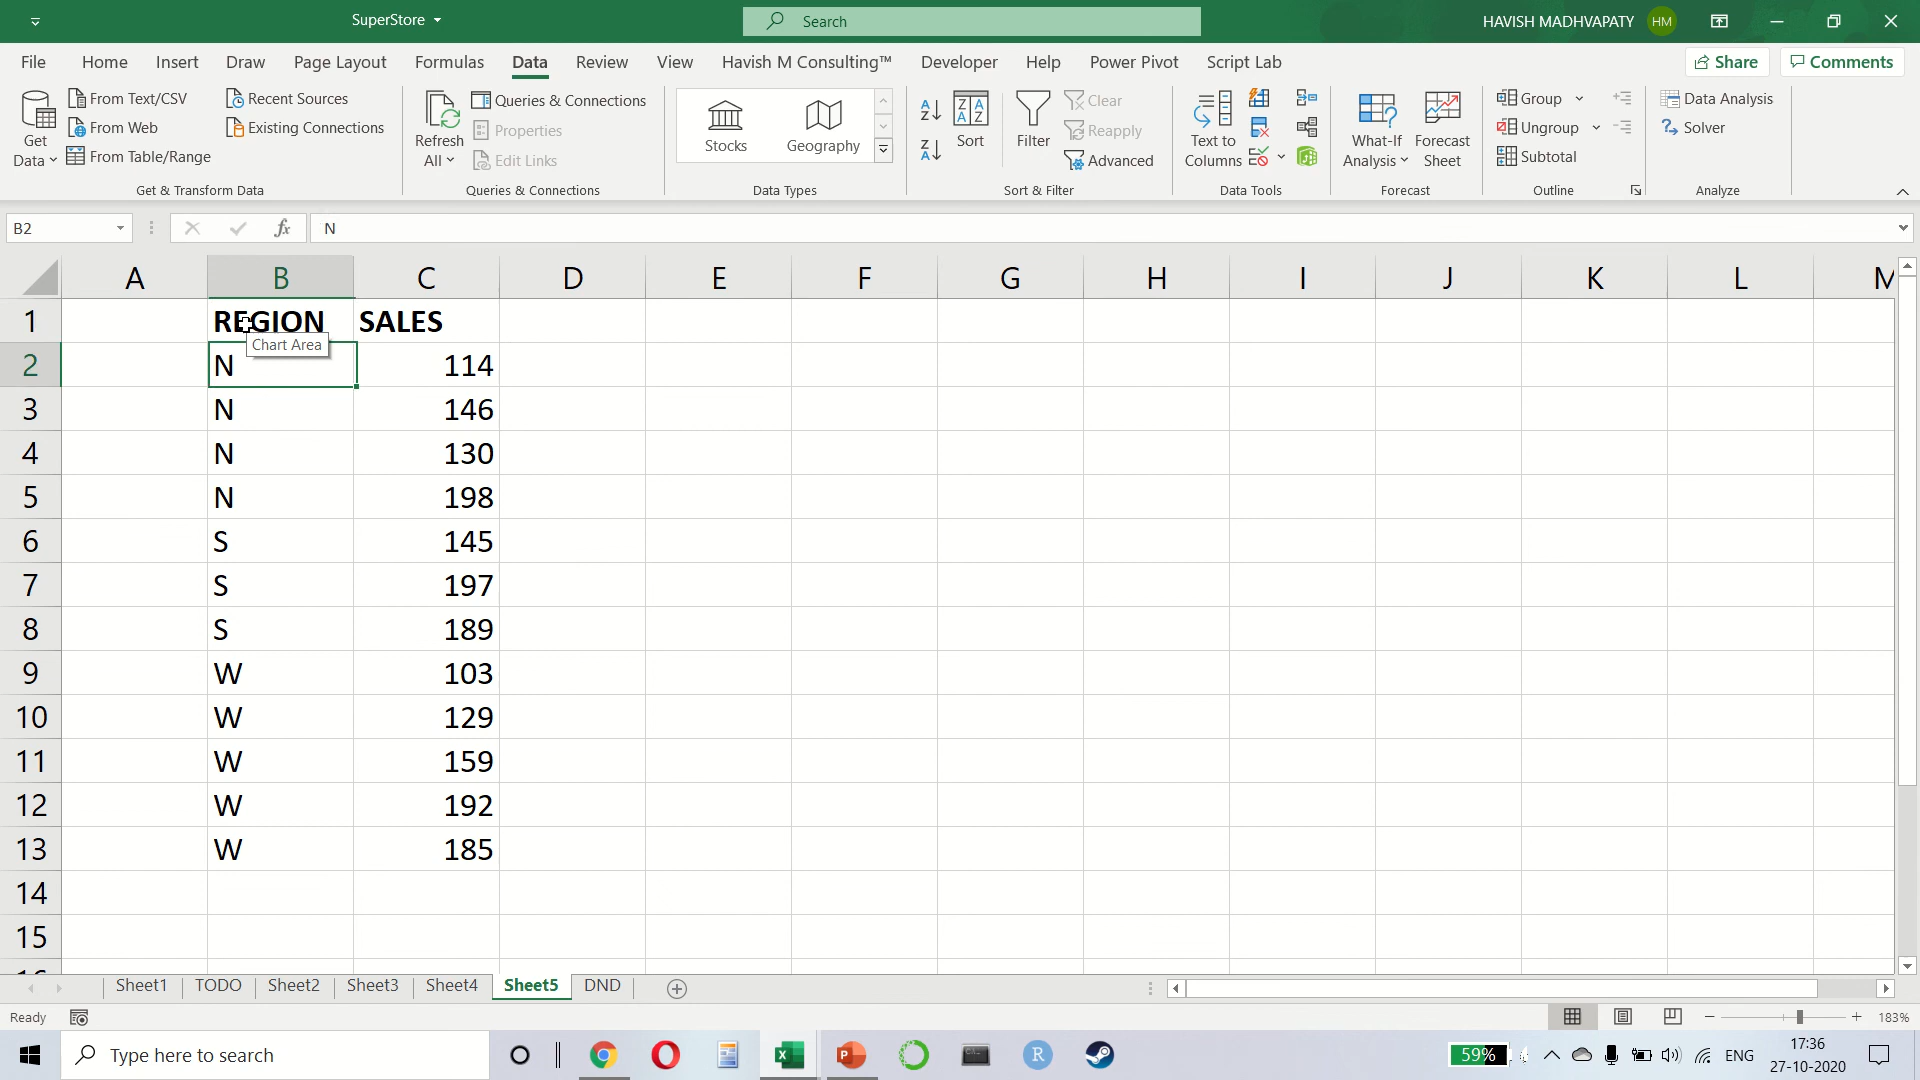 SuperStore
Search
HAVISH MADHVAPATY
HM
File Home Insert Draw Page Layout Formulas Data Review View Havish M Consulting™ Developer Help Power Pivot Script Lab
Share
Comments
Get Data
From Text/CSV
From Web
From Table/Range
Recent Sources
Existing Connections
Get & Transform Data
Refresh All
Queries & Connections
Properties
Edit Links
Queries & Connections
Stocks
Geography
Data Types
Sort
Filter
Clear
Reapply
Advanced
Sort & Filter
Text to Columns
Data Tools
What-If Analysis
Forecast Sheet
Forecast
Group
Ungroup
Subtotal
Outline
Data Analysis
Solver
Analyze
B2
fx
N
A B C D E F G H I J K L M
1 REGION SALES
Chart Area
2 N 114
3 N 146
4 N 130
5 N 198
6 S 145
7 S 197
8 S 189
9 W 103
10 W 129
11 W 159
12 W 192
13 W 185
14
15
16
Sheet1 TODO Sheet2 Sheet3 Sheet4 Sheet5 DND
Ready
183%
Type here to search
59%
ENG
17:36
27-10-2020